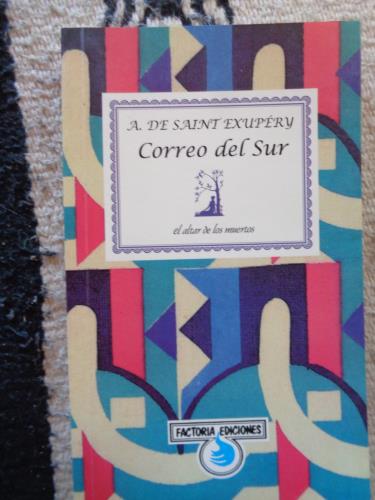 A. DE SAINT EXUPÉRY
Correo del Sur
el altar de los muertos
FACTORIA EDICIONES